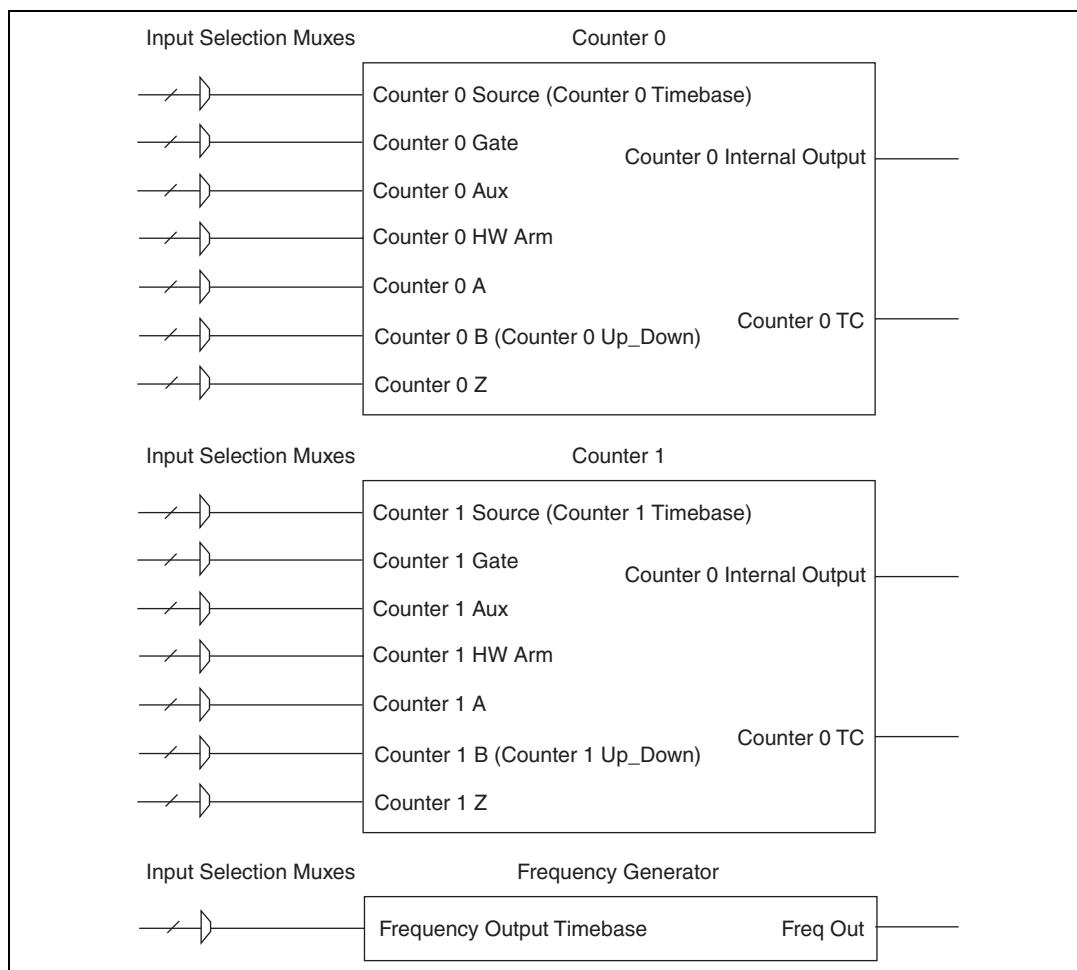 Input Selection Muxes
Counter 0
Counter 0 Source (Counter 0 Timebase)
Counter 0 Gate
Counter 0 Internal Output
Counter 0 Aux
Counter 0 HW Arm
Counter 0 A
Counter 0 TC
Counter 0 B (Counter 0 Up_Down)
Counter 0 Z
Input Selection Muxes
Counter 1
Counter 1 Source (Counter 1 Timebase)
Counter 1 Gate
Counter 0 Internal Output
Counter 1 Aux
Counter 1 HW Arm
Counter 1 A
Counter 0 TC
Counter 1 B (Counter 1 Up_Down)
Counter 1 Z
Input Selection Muxes
Frequency Generator
Frequency Output Timebase
Freq Out